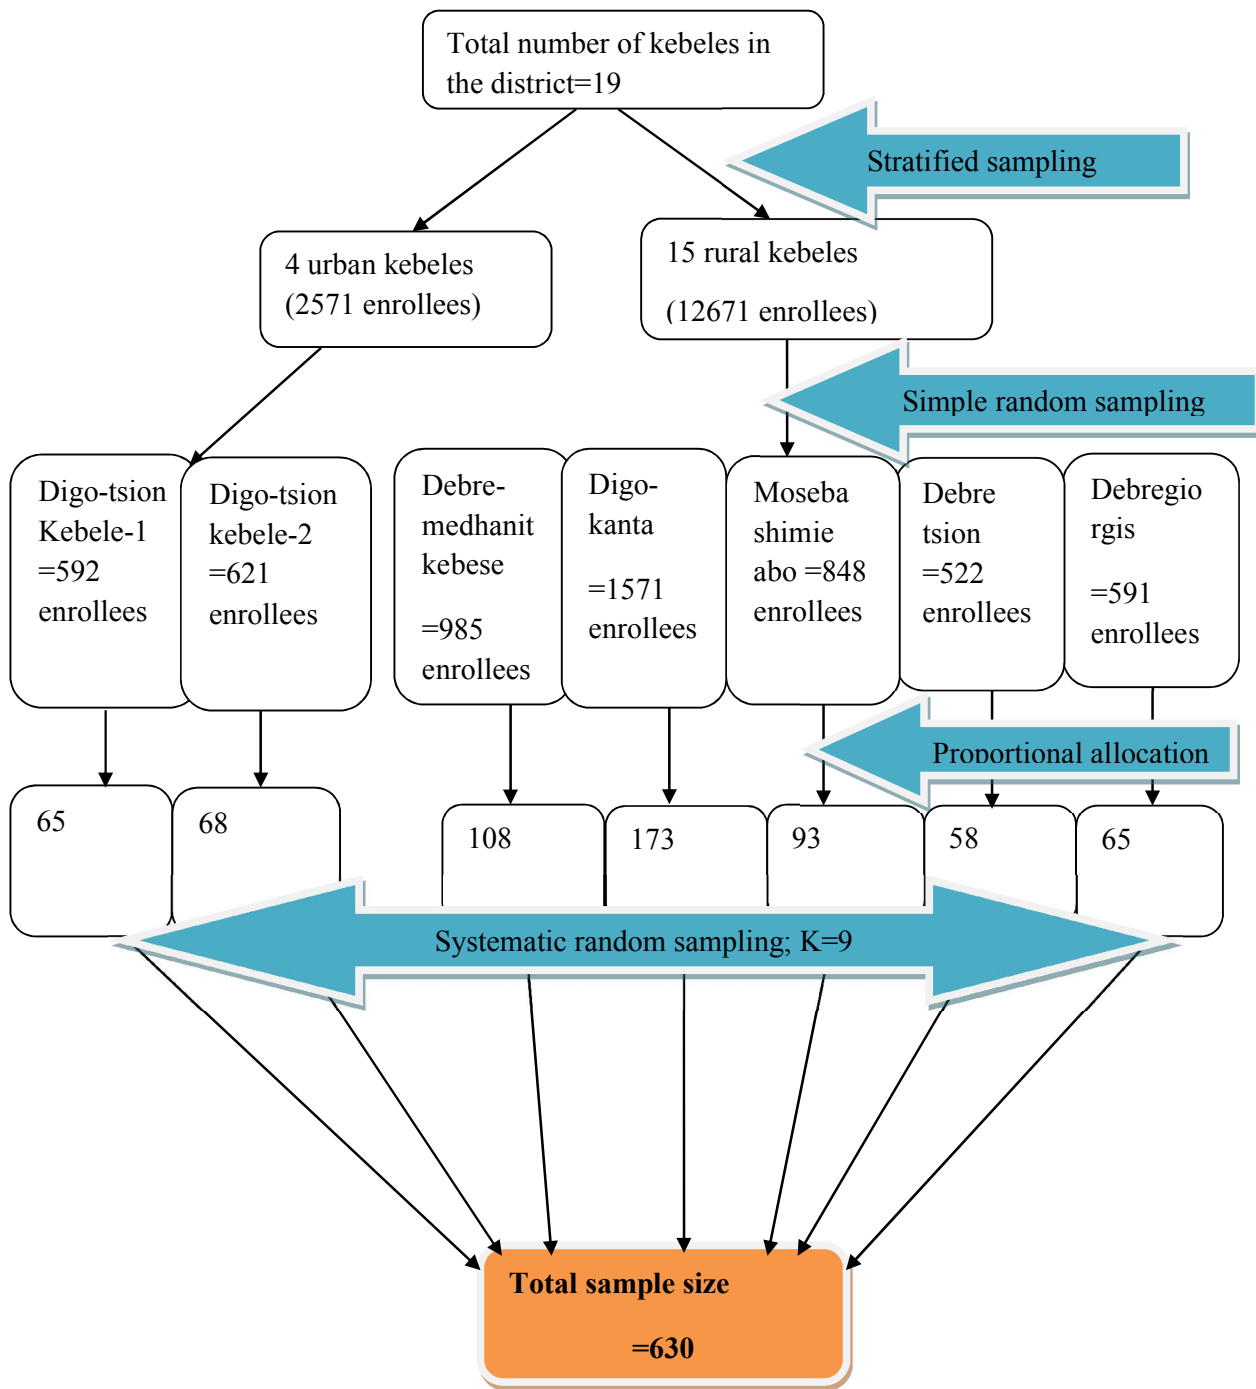 Total number of kebeles in
the district=19
Stratified sampling
4 urban kebeles
(2571 enrollees)
15 rural kebeles
(12671 enrollees)
Simple random sampling
Digo-tsion
Kebele-1
=592
enrollees
Digo-tsion
kebele-2
=621
enrollees
Debre-
medhanit
kebese
=985
enrollees
Digo-
kanta
=1571
enrollees
Moseba
shimie
abo =848
enrollees
Debre
tsion
=522
enrollees
Debregio
rgis
=591
enrollees
Proportional allocation
65
68
108
173
93
58
65
Systematic random sampling; K=9
Total sample size
=630